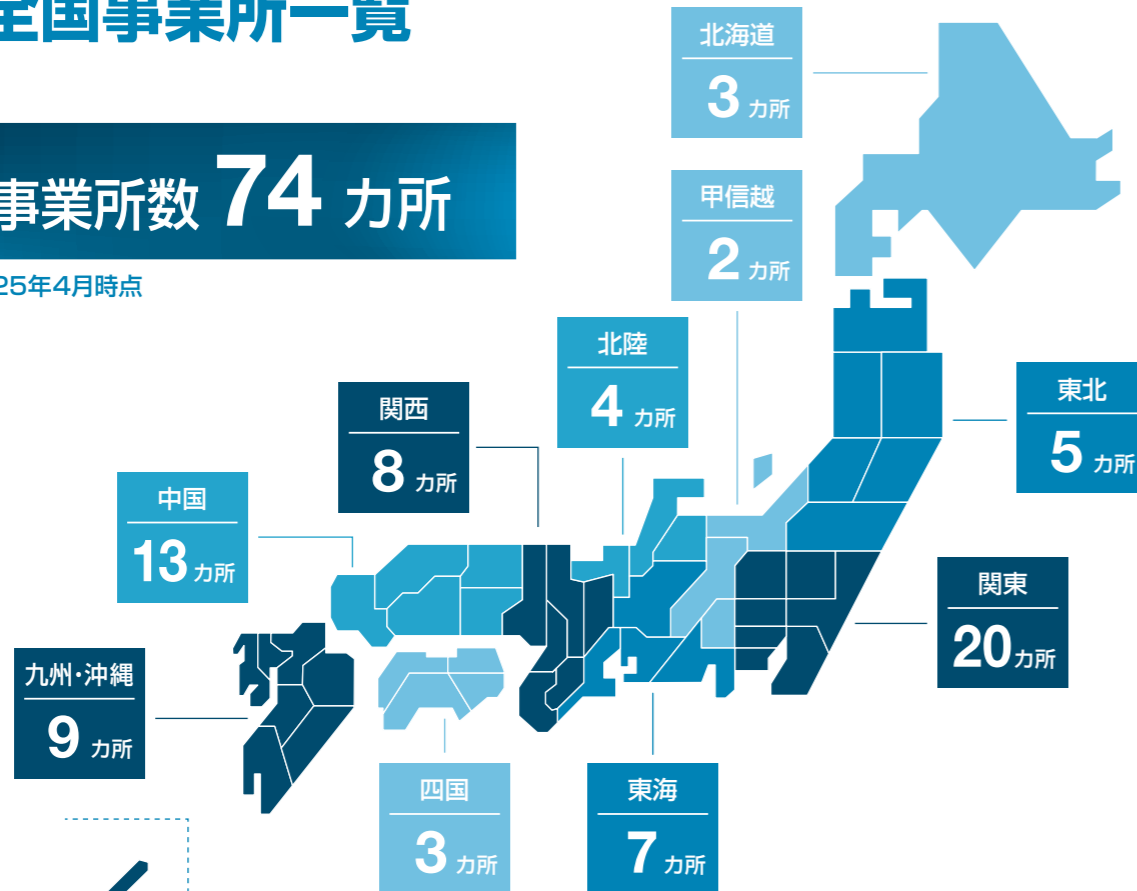 全国事業所一覧
事業所数 74 カ所
25年4月時点
北海道
3 カ所
甲信越
2 カ所
北陸
4 カ所
東北
5 カ所
関西
8 カ所
中国
13 カ所
関東
20 カ所
九州・沖縄
9 カ所
四国
3 カ所
東海
7 カ所